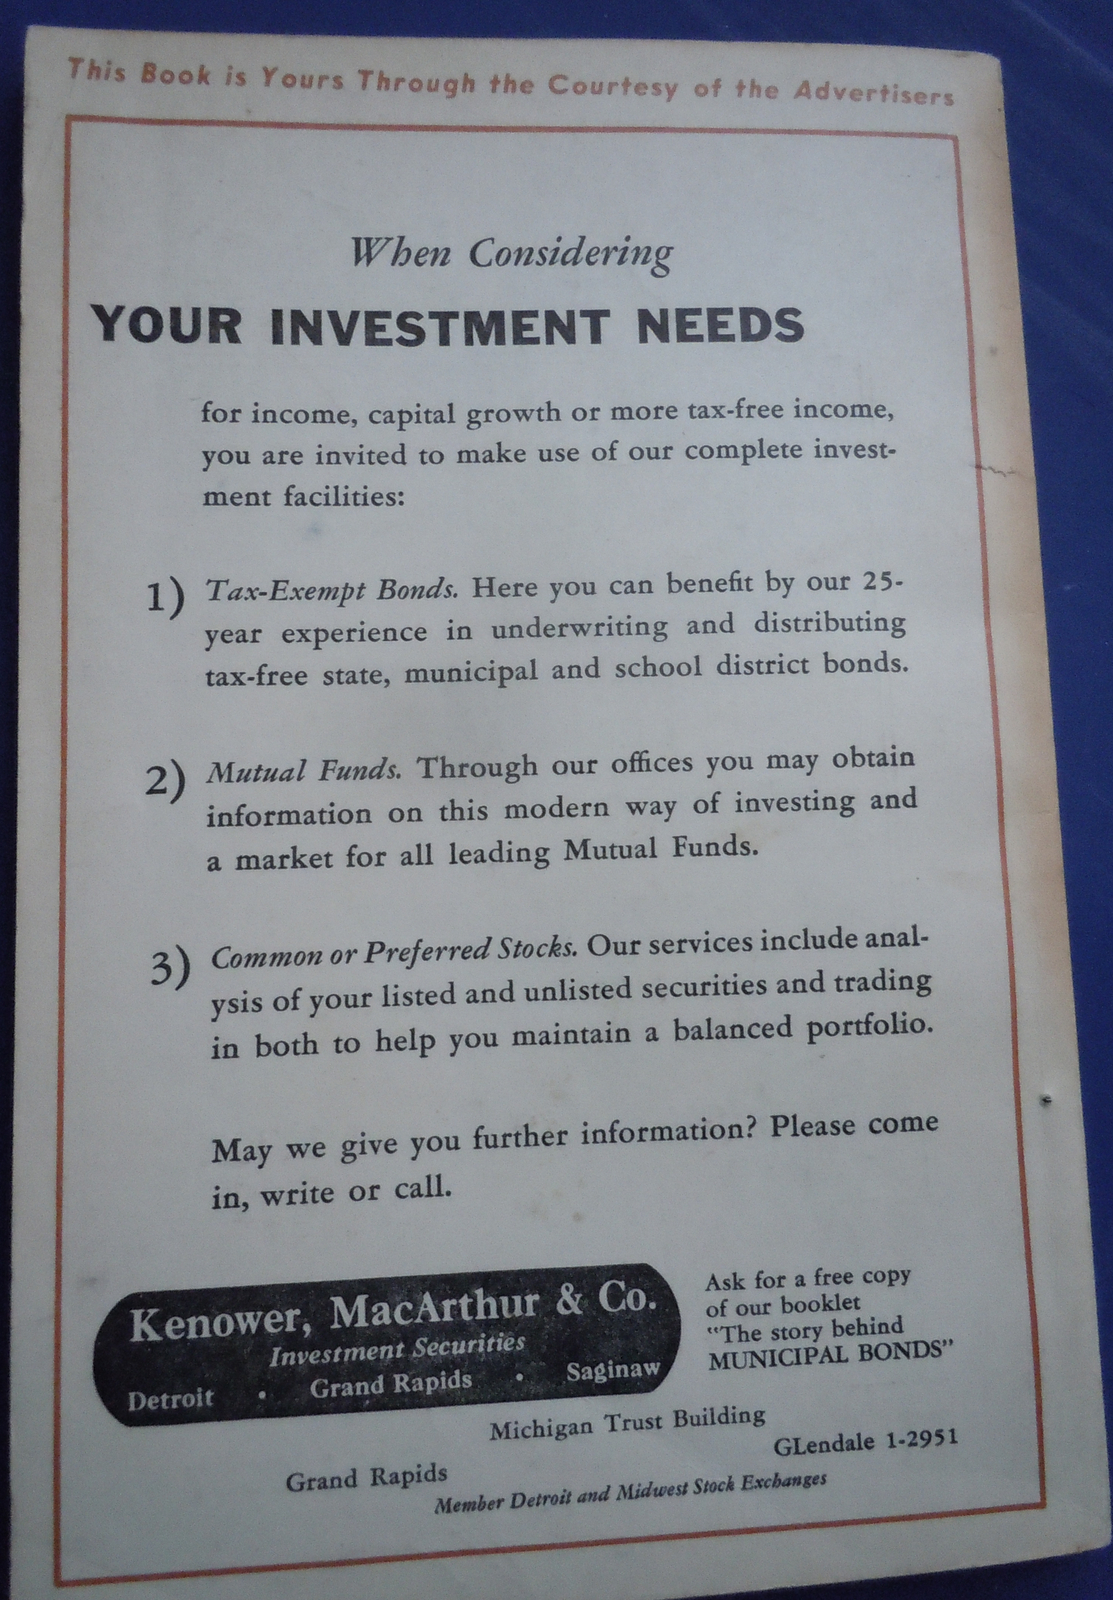 This Book is Yours Through the Courtesy of the Advertisers
When Considering
YOUR INVESTMENT NEEDS
for income, capital growth or more tax-free income,
you are invited to make use of our complete invest-
ment facilities:
1) Tax-Exempt Bonds. Here you can benefit by our 25-
year experience in underwriting and distributing
tax-free state, municipal and school district bonds.
2) Mutual Funds. Through our offices you may obtain
information on this modern way of investing and
a market for all leading Mutual Funds.
3) Common or Preferred Stocks. Our services include anal-
ysis of your listed and unlisted securities and trading
in both to help you maintain a balanced portfolio.
May we give you further information? Please come
in, write or call.
Kenower, MacArthur & Co.
Investment Securities
Detroit • Grand Rapids • Saginaw
Ask for a free copy
of our booklet
"The story behind
MUNICIPAL BONDS"
Michigan Trust Building
Grand Rapids
GLendale 1-2951
Member Detroit and Midwest Stock Exchanges